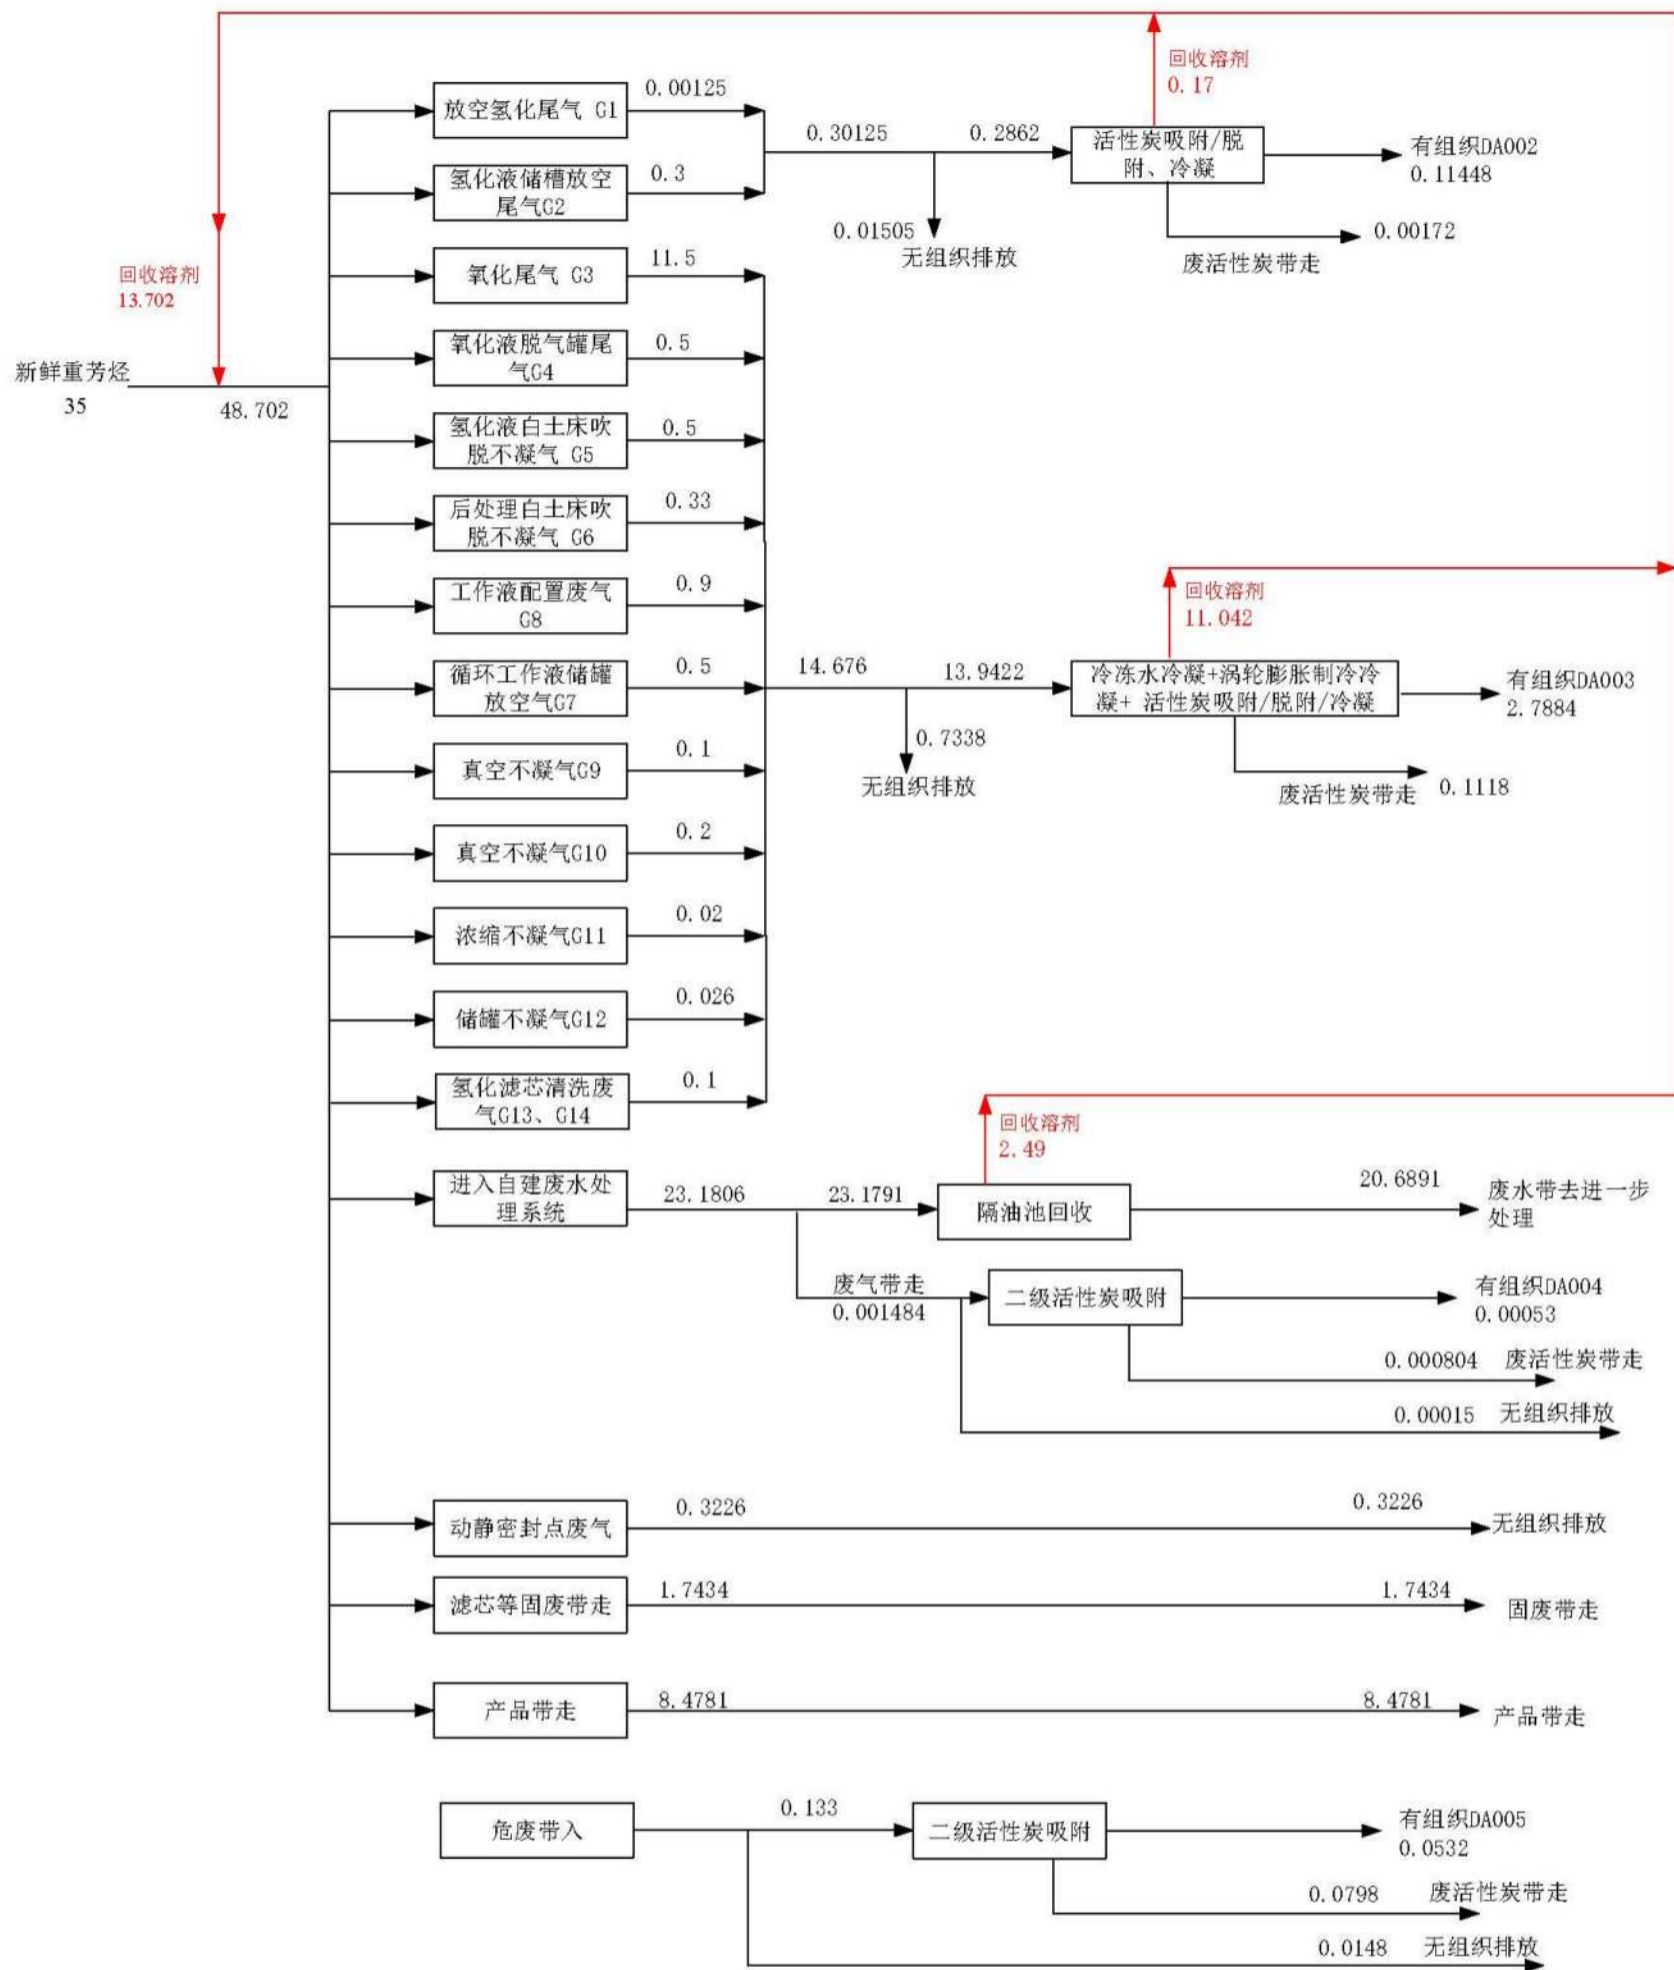 回收溶剂
0.17
放空氢化尾气 G1
0.00125
0.30125
0.2862
活性炭吸附/脱
附、冷凝
有组织DA002
0.11448
氢化液储槽放空
尾气G2
0.3
0.01505
无组织排放
0.00172
废活性炭带走
回收溶剂
13.702
氧化尾气 G3
11.5
新鲜重芳烃
35
48.702
氧化液脱气罐尾
气G4
0.5
氢化液白土床吹
脱不凝气 G5
0.5
后处理白土床吹
脱不凝气 G6
0.33
工作液配置废气
G8
0.9
回收溶剂
11.042
循环工作液储罐
放空气G7
0.5
14.676
13.9422
冷冻水冷凝+涡轮膨胀制冷冷
凝+ 活性炭吸附/脱附/冷凝
有组织DA003
2.7884
0.7338
无组织排放
0.1118
废活性炭带走
真空不凝气G9
0.1
真空不凝气G10
0.2
浓缩不凝气G11
0.02
储罐不凝气G12
0.026
氢化滤芯清洗废
气G13、G14
0.1
回收溶剂
2.49
进入自建废水处
理系统
23.1806
23.1791
隔油池回收
20.6891
废水带去进一步
处理
废气带走
0.001484
二级活性炭吸附
有组织DA004
0.00053
0.000804
废活性炭带走
0.00015
无组织排放
动静密封点废气
0.3226
0.3226
无组织排放
滤芯等固废带走
1.7434
1.7434
固废带走
产品带走
8.4781
8.4781
产品带走
危废带入
0.133
二级活性炭吸附
有组织DA005
0.0532
0.0798
废活性炭带走
0.0148
无组织排放